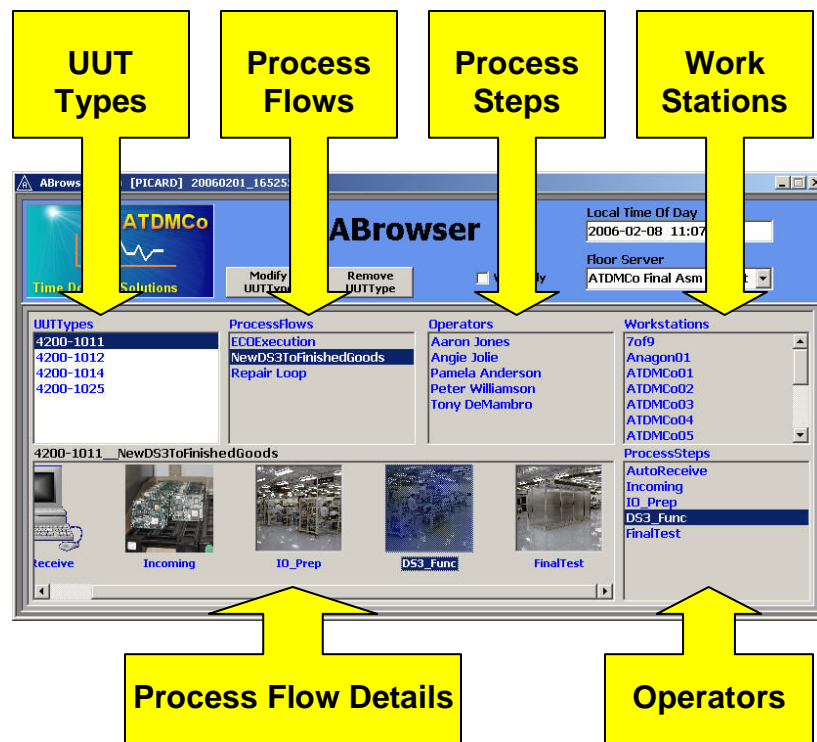 UUT
Types
Process
Flows
Process
Steps
Work
Stations
[PICARD]
ATDMCo
ABrowser
Local Time Of Day
2006-02-08 11:07
Floor Server
ATDMCo Final Asm
Modify
Remove
UUTType
UUTTypes
4200-1011
4200-1012
4200-1014
4200-1025
ProcessFlows
ECOExecution
NewDS3ToFinishedGoods
Repair Loop
Operators
Aaron Jones
Angie Jolie
Pamela Anderson
Peter Williamson
Tony DeMambro
Workstations
7of9
Anagon01
ATDMCo01
ATDMCo02
ATDMCo03
ATDMCo04
ATDMCo05
4200-1011__NewDS3ToFinishedGoods
Incoming
IO_Prep
DS3_Func
FinalTest
ProcessSteps
AutoReceive
Incoming
IO_Prep
DS3_Func
FinalTest
Process Flow Details
Operators